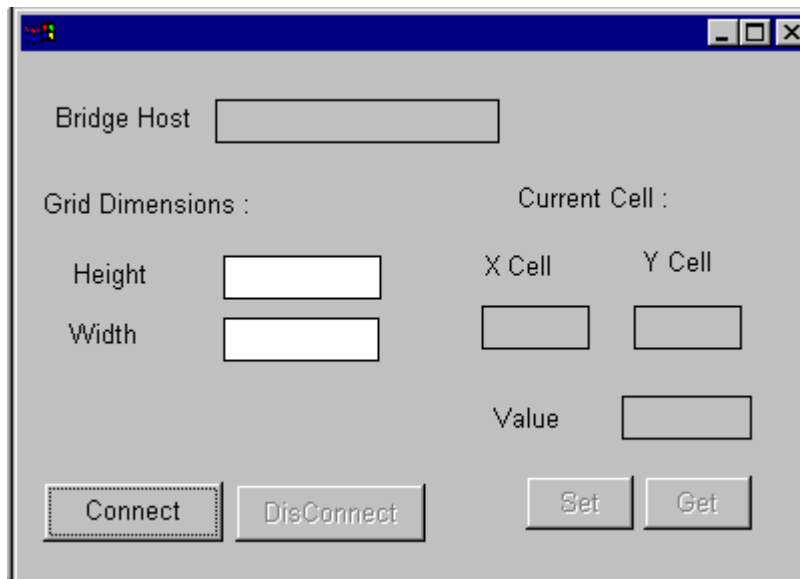 Bridge Host
Grid Dimensions :
Current Cell :
Height
X Cell
Y Cell
Width
Value
Connect
DisConnect
Set
Get